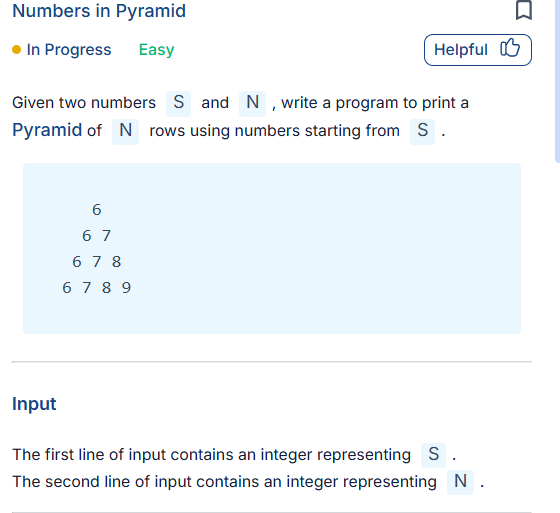 Numbers in Pyramid
In Progress Easy Helpful
Given two numbers S and N , write a program to print a
Pyramid of N rows using numbers starting from S .
6
6 7
6 7 8
6 7 8 9
Input
The first line of input contains an integer representing S .
The second line of input contains an integer representing N .